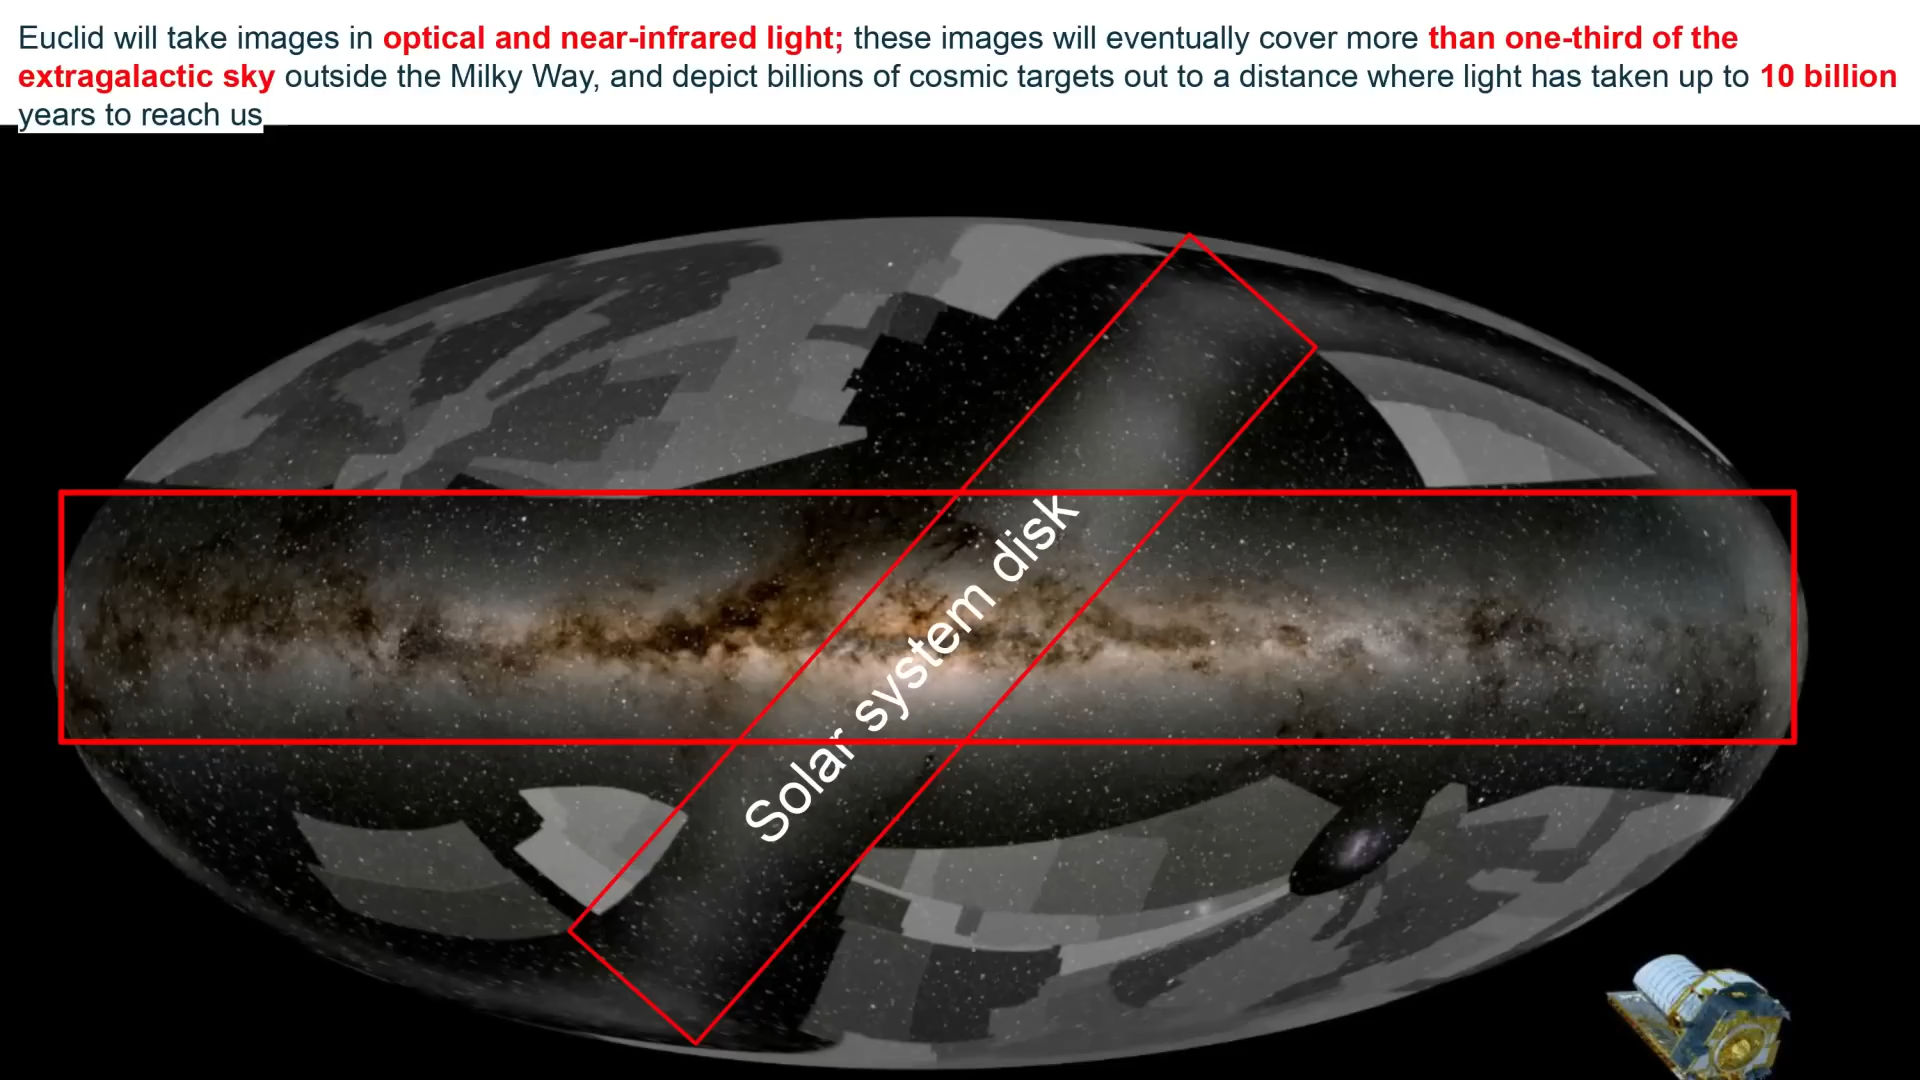 Euclid will take images in optical and near-infrared light; these images will eventually cover more than one-third of the
extragalactic sky outside the Milky Way, and depict billions of cosmic targets out to a distance where light has taken up to 10 billion
years to reach us
Solar system disk